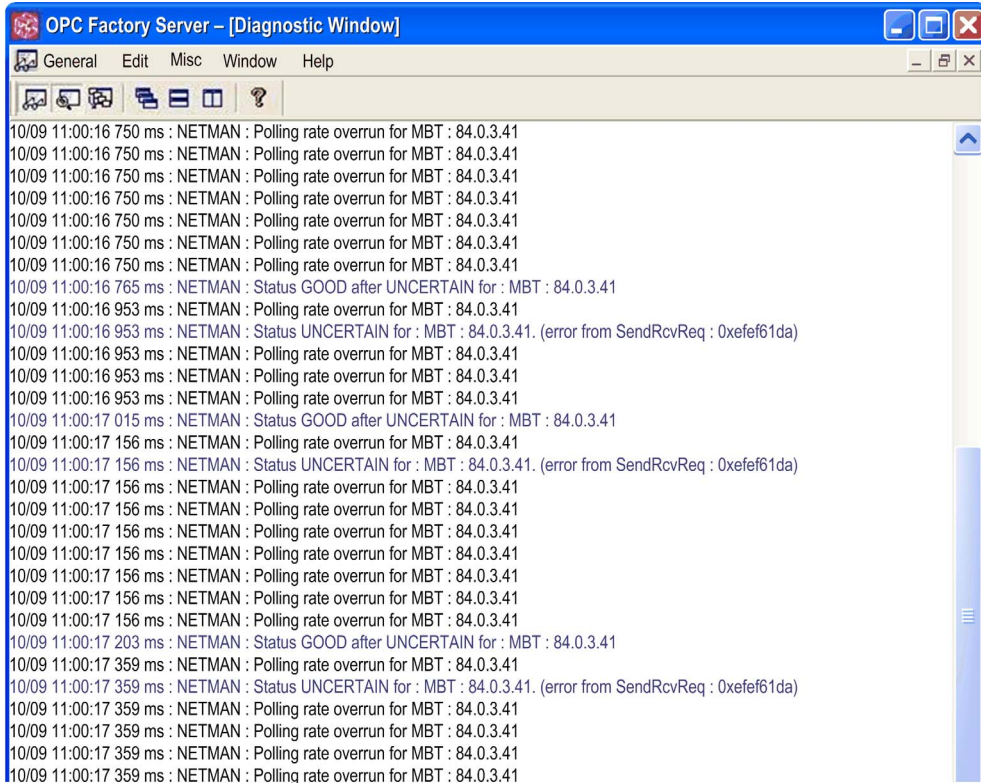 OPC Factory Server – [Diagnostic Window]
General Edit Misc Window Help
10/09 11:00:16 750 ms : NETMAN : Polling rate overrun for MBT : 84.0.3.41
10/09 11:00:16 750 ms : NETMAN : Polling rate overrun for MBT : 84.0.3.41
10/09 11:00:16 750 ms : NETMAN : Polling rate overrun for MBT : 84.0.3.41
10/09 11:00:16 750 ms : NETMAN : Polling rate overrun for MBT : 84.0.3.41
10/09 11:00:16 750 ms : NETMAN : Polling rate overrun for MBT : 84.0.3.41
10/09 11:00:16 750 ms : NETMAN : Polling rate overrun for MBT : 84.0.3.41
10/09 11:00:16 750 ms : NETMAN : Polling rate overrun for MBT : 84.0.3.41
10/09 11:00:16 765 ms : NETMAN : Status GOOD after UNCERTAIN for : MBT : 84.0.3.41
10/09 11:00:16 953 ms : NETMAN : Polling rate overrun for MBT : 84.0.3.41
10/09 11:00:16 953 ms : NETMAN : Status UNCERTAIN for : MBT : 84.0.3.41. (error from SendRcvReq : 0xefef61da)
10/09 11:00:16 953 ms : NETMAN : Polling rate overrun for MBT : 84.0.3.41
10/09 11:00:16 953 ms : NETMAN : Polling rate overrun for MBT : 84.0.3.41
10/09 11:00:16 953 ms : NETMAN : Polling rate overrun for MBT : 84.0.3.41
10/09 11:00:17 015 ms : NETMAN : Status GOOD after UNCERTAIN for : MBT : 84.0.3.41
10/09 11:00:17 156 ms : NETMAN : Polling rate overrun for MBT : 84.0.3.41
10/09 11:00:17 156 ms : NETMAN : Status UNCERTAIN for : MBT : 84.0.3.41. (error from SendRcvReq : 0xefef61da)
10/09 11:00:17 156 ms : NETMAN : Polling rate overrun for MBT : 84.0.3.41
10/09 11:00:17 156 ms : NETMAN : Polling rate overrun for MBT : 84.0.3.41
10/09 11:00:17 156 ms : NETMAN : Polling rate overrun for MBT : 84.0.3.41
10/09 11:00:17 156 ms : NETMAN : Polling rate overrun for MBT : 84.0.3.41
10/09 11:00:17 156 ms : NETMAN : Polling rate overrun for MBT : 84.0.3.41
10/09 11:00:17 156 ms : NETMAN : Polling rate overrun for MBT : 84.0.3.41
10/09 11:00:17 156 ms : NETMAN : Polling rate overrun for MBT : 84.0.3.41
10/09 11:00:17 203 ms : NETMAN : Status GOOD after UNCERTAIN for : MBT : 84.0.3.41
10/09 11:00:17 359 ms : NETMAN : Polling rate overrun for MBT : 84.0.3.41
10/09 11:00:17 359 ms : NETMAN : Status UNCERTAIN for : MBT : 84.0.3.41. (error from SendRcvReq : 0xefef61da)
10/09 11:00:17 359 ms : NETMAN : Polling rate overrun for MBT : 84.0.3.41
10/09 11:00:17 359 ms : NETMAN : Polling rate overrun for MBT : 84.0.3.41
10/09 11:00:17 359 ms : NETMAN : Polling rate overrun for MBT : 84.0.3.41
10/09 11:00:17 359 ms : NETMAN : Polling rate overrun for MBT : 84.0.3.41